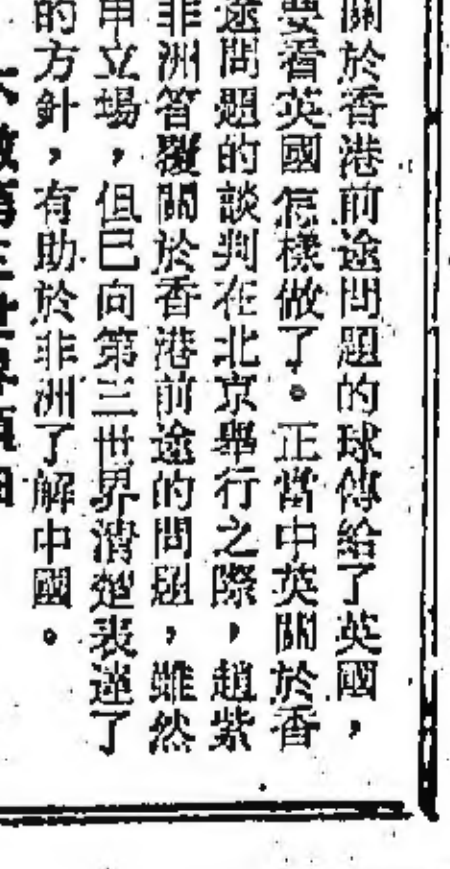 關於香港前途問題的球傳給了英國，
要看英國怎樣做了。正當中英關於香
途問題的談判在北京舉行之際，趙紫
非洲答覆關於香港前途的問題，雖然
申立場，但已向第三世界清楚表達了
的方針，有助於非洲了解中國。
世界